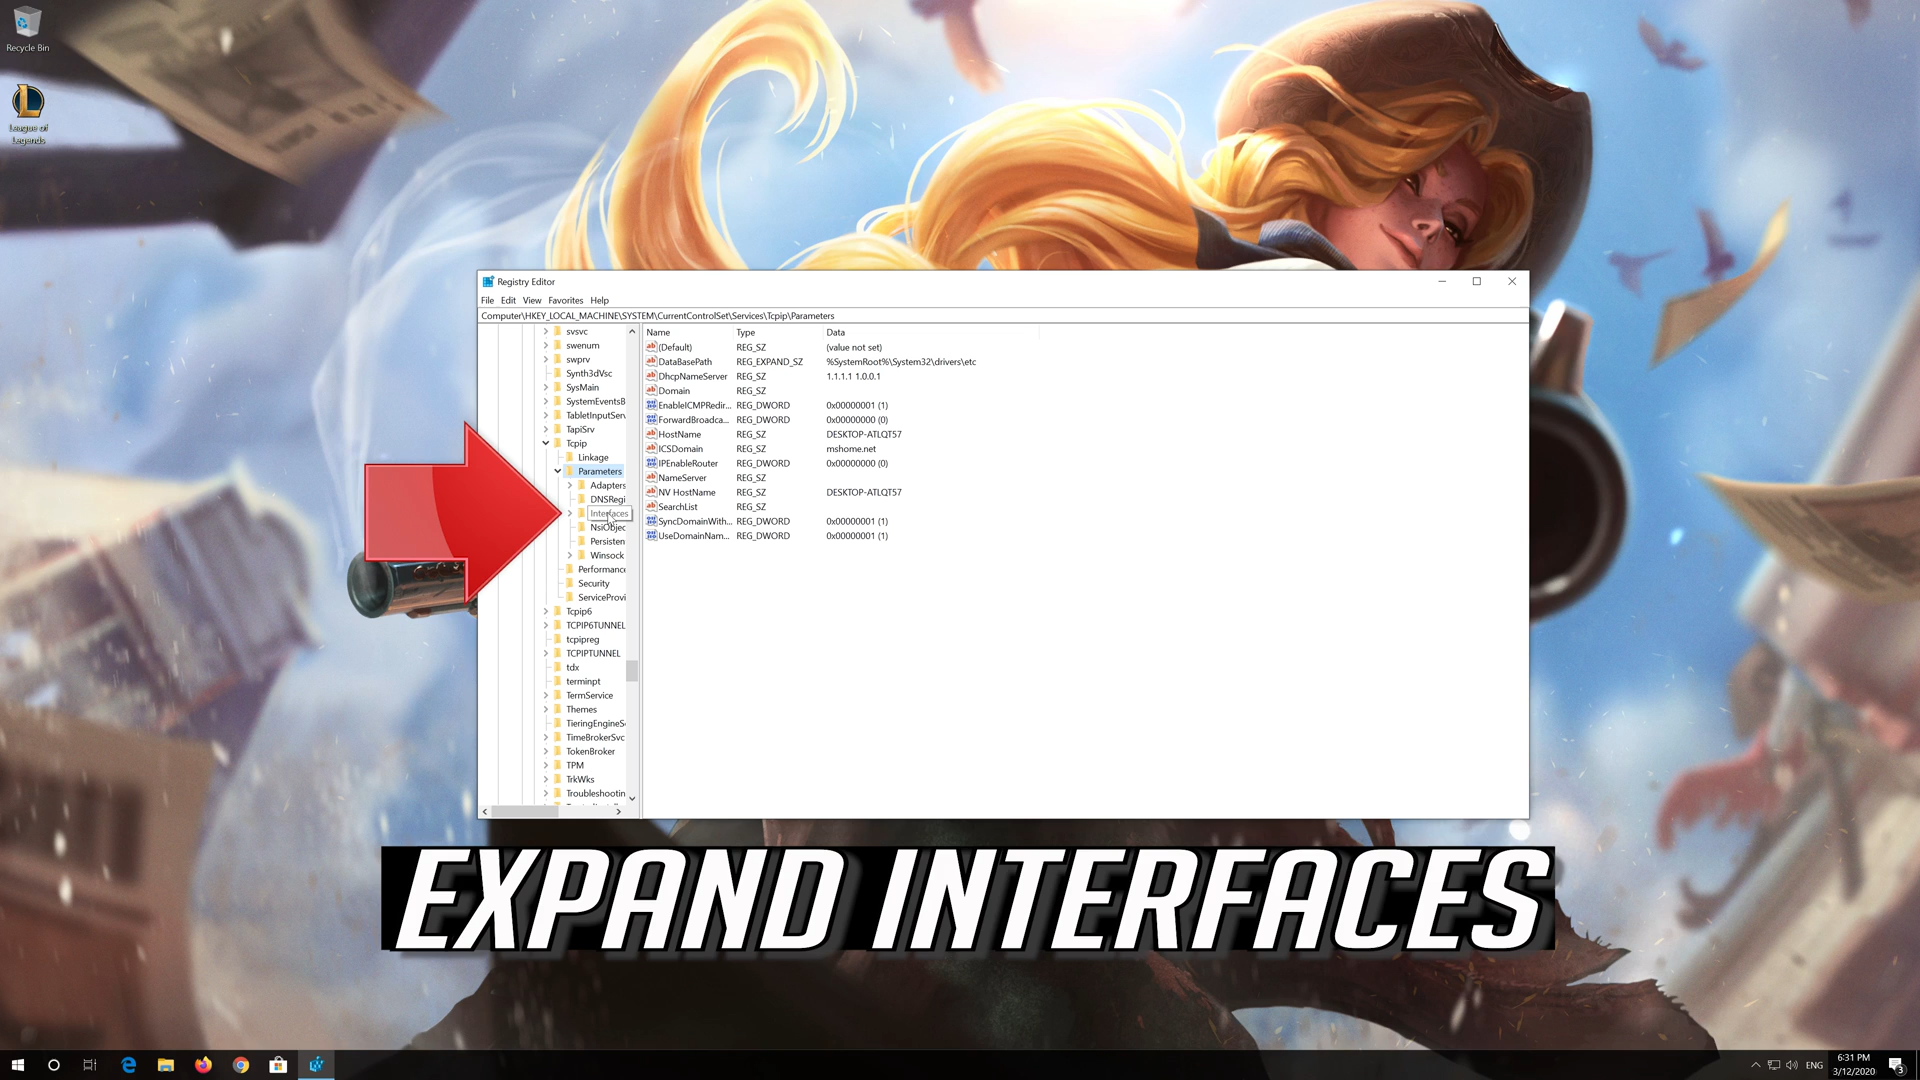 Recycle Bin
League of
Legends
Registry Editor
File Edit View Favorites Help
Computer\HKEY_LOCAL_MACHINE\SYSTEM\CurrentControlSet\Services\Tcpip\Parameters
svsvc
swenum
swprv
Synth3dVsc
SysMain
SystemEventsB
TabletInputServ
TapiSrv
Tcpip
Linkage
Parameters
Adapters
DNSRegi
Interfaces
NsiObjec
Persisten
Winsock
Performance
Security
ServiceProvi
Tcpip6
TCPIP6TUNNEL
tcpipreg
TCPIPTUNNEL
tdx
terminpt
TermService
Themes
TieringEngineSe
TimeBrokerSvc
TokenBroker
TPM
TrkWks
Troubleshootin
Name Type Data
(Default) REG_SZ (value not set)
DataBasePath REG_EXPAND_SZ %SystemRoot%\System32\drivers\etc
DhcpNameServer REG_SZ 1.1.1.1 1.0.0.1
Domain REG_SZ
EnableICMPRedir... REG_DWORD 0x00000001 (1)
ForwardBroadca... REG_DWORD 0x00000000 (0)
HostName REG_SZ DESKTOP-ATLQT57
ICSDomain REG_SZ mshome.net
IPEnableRouter REG_DWORD 0x00000000 (0)
NameServer REG_SZ
NV HostName REG_SZ DESKTOP-ATLQT57
SearchList REG_SZ
SyncDomainWith... REG_DWORD 0x00000001 (1)
UseDomainNam... REG_DWORD 0x00000001 (1)
EXPAND INTERFACES
ENG
6:31 PM
3/12/2020
3